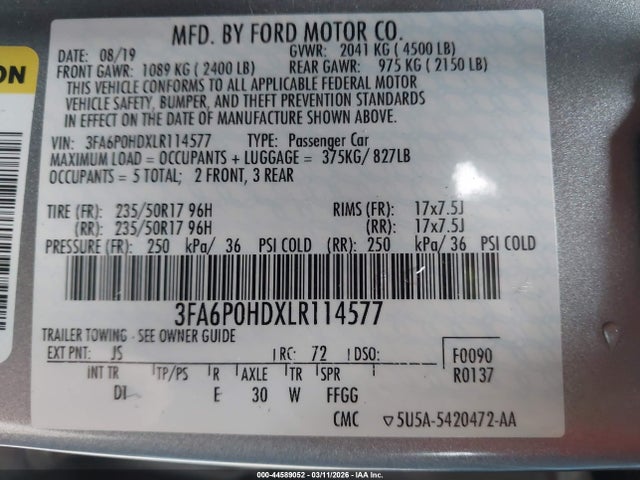 MFD. BY FORD MOTOR CO.
DATE: 08/19 GVWR: 2041 KG ( 4500 LB)
FRONT GAWR: 1089 KG ( 2400 LB) REAR GAWR: 975 KG ( 2150 LB)
THIS VEHICLE CONFORMS TO ALL APPLICABLE FEDERAL MOTOR
VEHICLE SAFETY, BUMPER, AND THEFT PREVENTION STANDARDS
IN EFFECT ON THE DATE OF MANUFACTURE SHOWN ABOVE.
ON
VIN: 3FA6P0HDXLR114577 TYPE: Passenger Car
MAXIMUM LOAD = OCCUPANTS + LUGGAGE = 375KG/ 827LB
OCCUPANTS = 5 TOTAL; 2 FRONT, 3 REAR
TIRE (FR): 235/50R17 96H RIMS (FR): 17x7.5J
(RR): 235/50R17 96H (RR): 17x7.5J
PRESSURE (FR): 250 kPa/ 36 PSI COLD (RR): 250 kPa/ 36 PSI COLD
3FA6P0HDXLR114577
TRAILER TOWING - SEE OWNER GUIDE
EXT PNT: JS RC: 72 DSO: F0090
INT TR TP/PS R AXLE TR SPR R0137
DI E 30 W FFGG
CMC ▽5U5A-5420472-AA
000-44589052 | 03/11/2026 | IAA Inc.